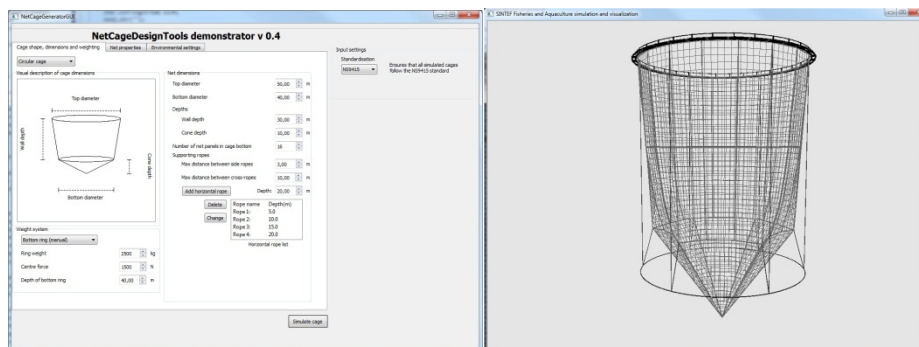 NetCageGeneratorGUI
NetCageDesignTools demonstrator v 0.4
Cage shape, dimensions and weighting
Net properties
Environmental settings
Circular cage
Visual description of cage dimensions
Top diameter
Wall depth
Cone depth
Bottom diameter
Weight system
Bottom ring (manual)
Ring weight 2500 kg
Centre force 1500 N
Depth of bottom ring 40,00 m
Net dimensions
Top diameter 50,00 m
Bottom diameter 40,00 m
Depths:
Wall depth 30,00 m
Cone depth 10,00 m
Number of net panels in cage bottom 16
Supporting ropes
Max distance between side ropes 3,00 m
Max distance between cross-ropes 10,00 m
Add horizontal rope Depth: 20,00 m
Delete
Change
Rope name Depth(m)
Rope 1: 5.0
Rope 2: 10.0
Rope 3: 15.0
Rope 4: 20.0
Horizontal rope list
Input settings
Standardisation
NS9415
Ensures that all simulated cages
follow the NS9415 standard
Simulate cage
SINTEF Fisheries and Aquaculture simulation and visualization